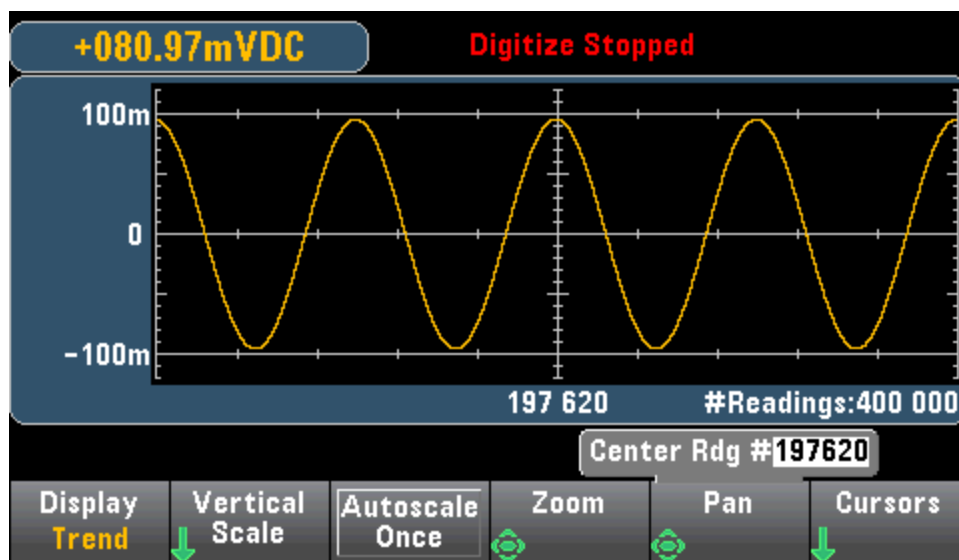 +080.97mVDC
Digitize Stopped
100m
0
-100m
197 620
#Readings:400 000
Center Rdg #197620
Display
Trend
Vertical
Scale
Autoscale
Once
Zoom
Pan
Cursors